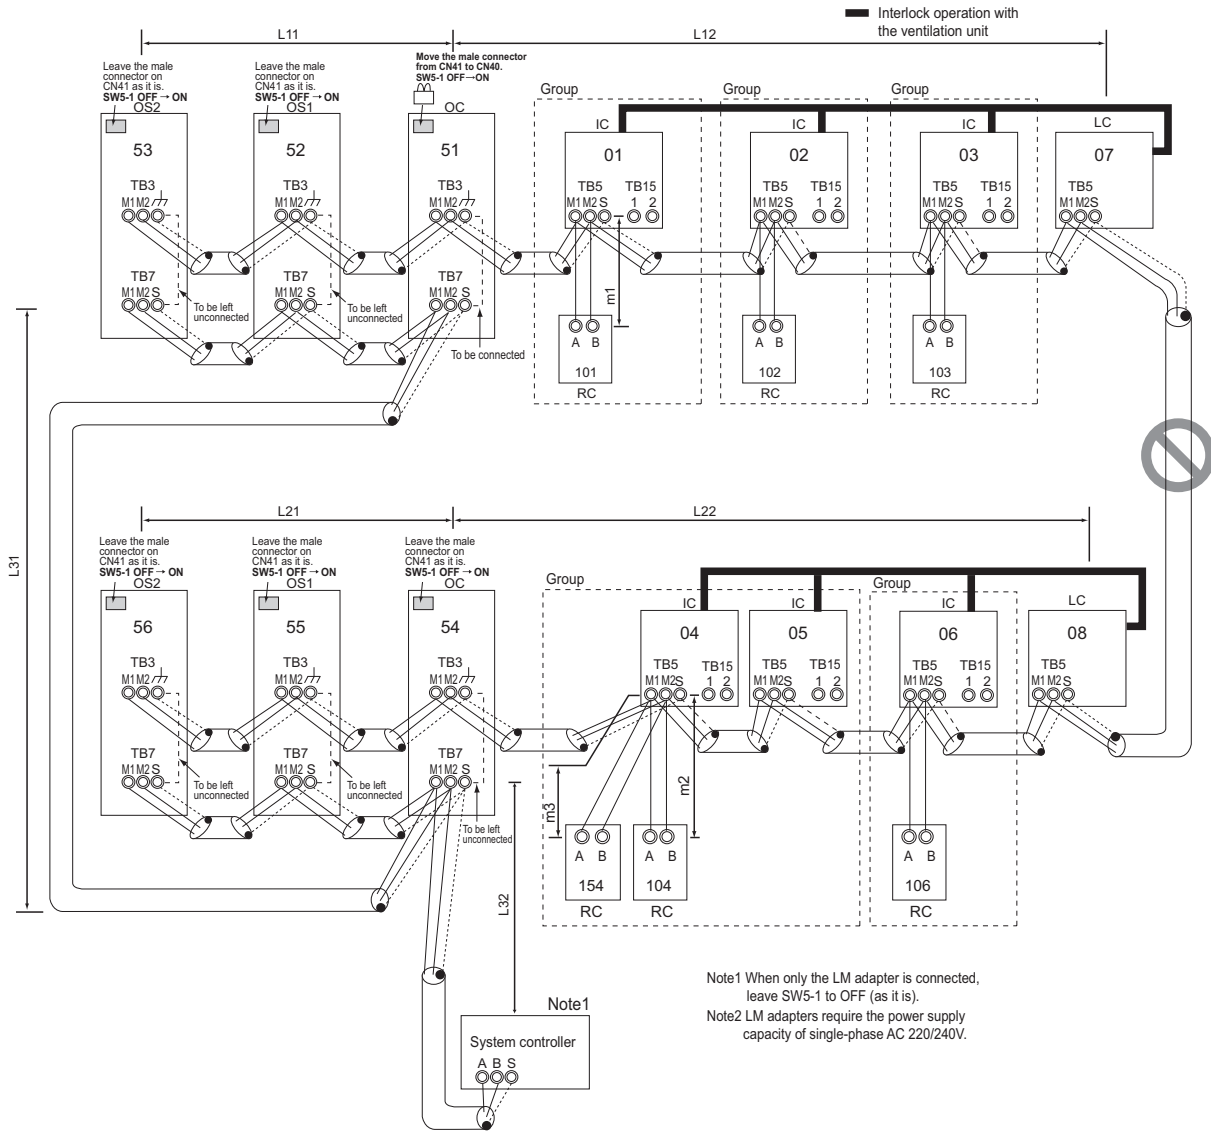 Interlock operation with
the ventilation unit
L11
L12
Leave the male
connector on
CN41 as it is.
SW5-1 OFF → ON
OS2
Leave the male
connector on
CN41 as it is.
SW5-1 OFF → ON
OS1
Move the male connector
from CN41 to CN40.
SW5-1 OFF→ON
OC
Group
Group
Group
IC
IC
IC
LC
53
52
51
01
02
03
07
TB3
TB3
TB3
TB5 TB15
TB5 TB15
TB5 TB15
TB5
M1 M2
M1 M2
M1 M2
M1 M2 S 1 2
M1 M2 S 1 2
M1 M2 S 1 2
M1 M2 S
TB7
TB7
TB7
M1 M2 S
M1 M2 S
M1 M2 S
To be left
unconnected
To be left
unconnected
To be connected
m1
A B
101
RC
A B
102
RC
A B
103
RC
L31
L21
L22
Leave the male
connector on
CN41 as it is.
SW5-1 OFF → ON
OS2
Leave the male
connector on
CN41 as it is.
SW5-1 OFF → ON
OS1
Leave the male
connector on
CN41 as it is.
SW5-1 OFF → ON
OC
Group
Group
IC
IC
IC
LC
56
55
54
04
05
06
08
TB3
TB3
TB3
TB5 TB15
TB5 TB15
TB5 TB15
TB5
M1 M2
M1 M2
M1 M2
M1 M2 S 1 2
M1 M2 S 1 2
M1 M2 S 1 2
M1 M2 S
TB7
TB7
TB7
M1 M2 S
M1 M2 S
M1 M2 S
To be left
unconnected
To be left
unconnected
To be left
unconnected
m3
m2
A B
154
RC
A B
104
RC
A B
106
RC
L32
Note1
System controller
A B S
Note1 When only the LM adapter is connected,
leave SW5-1 to OFF (as it is).
Note2 LM adapters require the power supply
capacity of single-phase AC 220/240V.